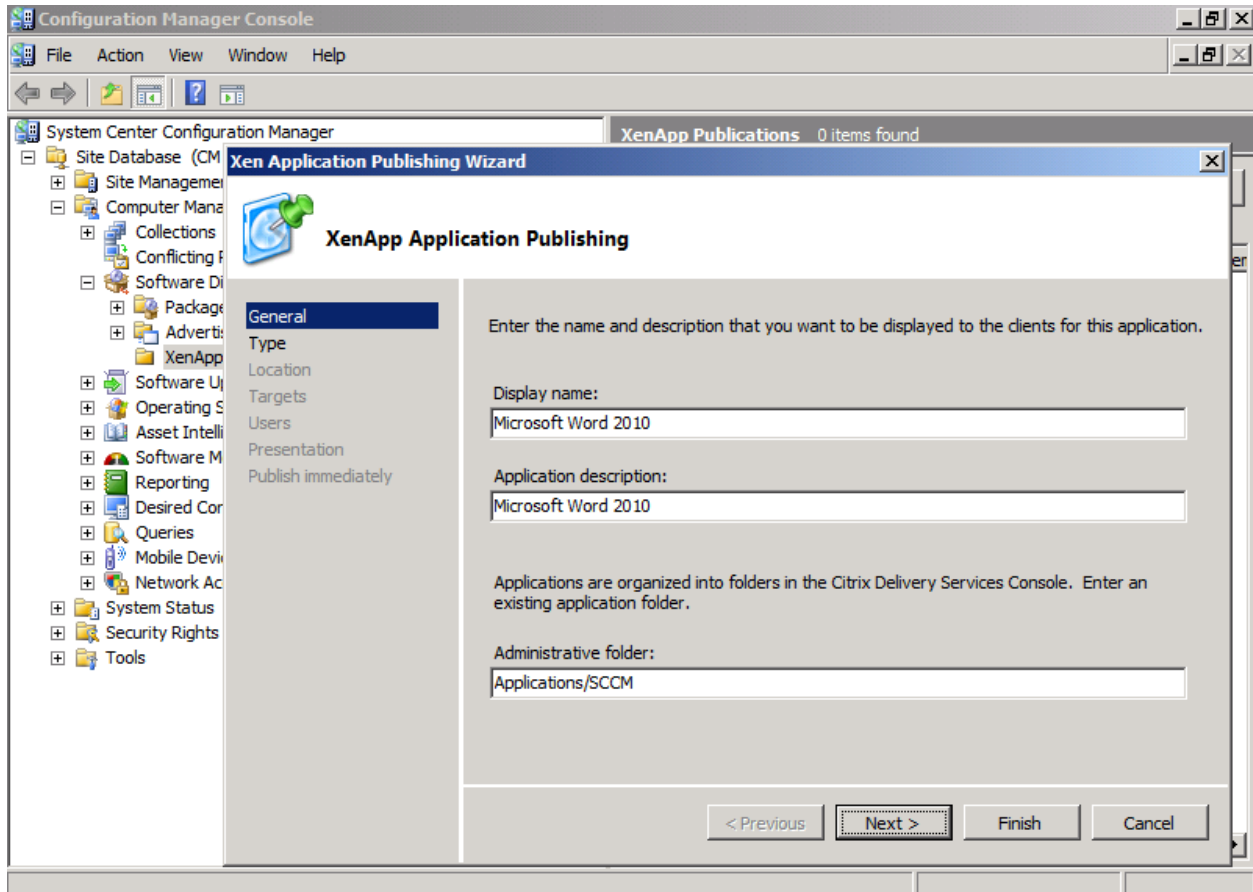 Configuration Manager Console
File Action View Window Help
System Center Configuration Manager
XenApp Publications 0 items found
Site Database (CM
Site Managemen
Computer Mana
Collections
Conflicting
Software Di
Package
Adverti
XenApp
Software U
Operating S
Asset Intelli
Software M
Reporting
Desired Con
Queries
Mobile Devi
Network Ac
System Status
Security Rights
Tools
Xen Application Publishing Wizard
XenApp Application Publishing
General
Type
Location
Targets
Users
Presentation
Publish immediately
Enter the name and description that you want to be displayed to the clients for this application.
Display name:
Microsoft Word 2010
Application description:
Microsoft Word 2010
Applications are organized into folders in the Citrix Delivery Services Console. Enter an
existing application folder.
Administrative folder:
Applications/SCCM
< Previous
Next >
Finish
Cancel
er